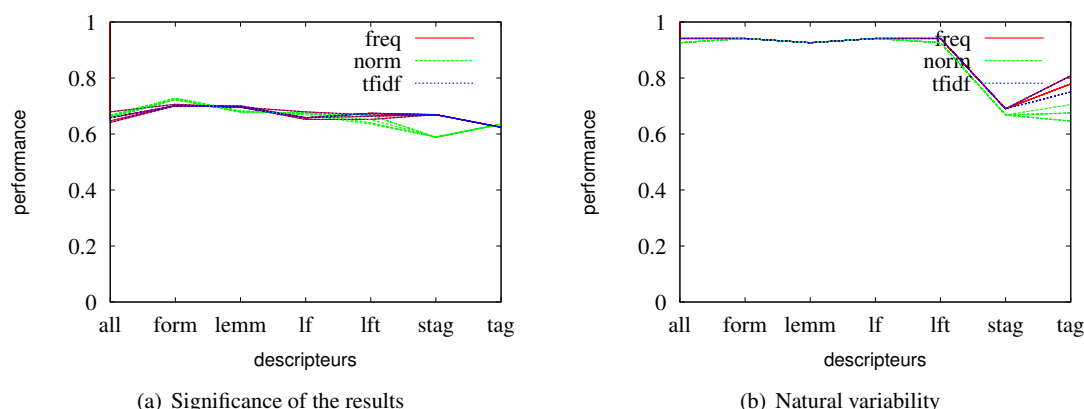 1
0.8
0.6
0.4
0.2
0
performance
freq
norm
tfidf
all form lemm lf lft stag tag
descripteurs
(a) Significance of the results
1
0.8
0.6
0.4
0.2
0
performance
freq
norm
tfidf
all form lemm lf lft stag tag
descripteurs
(b) Natural variability